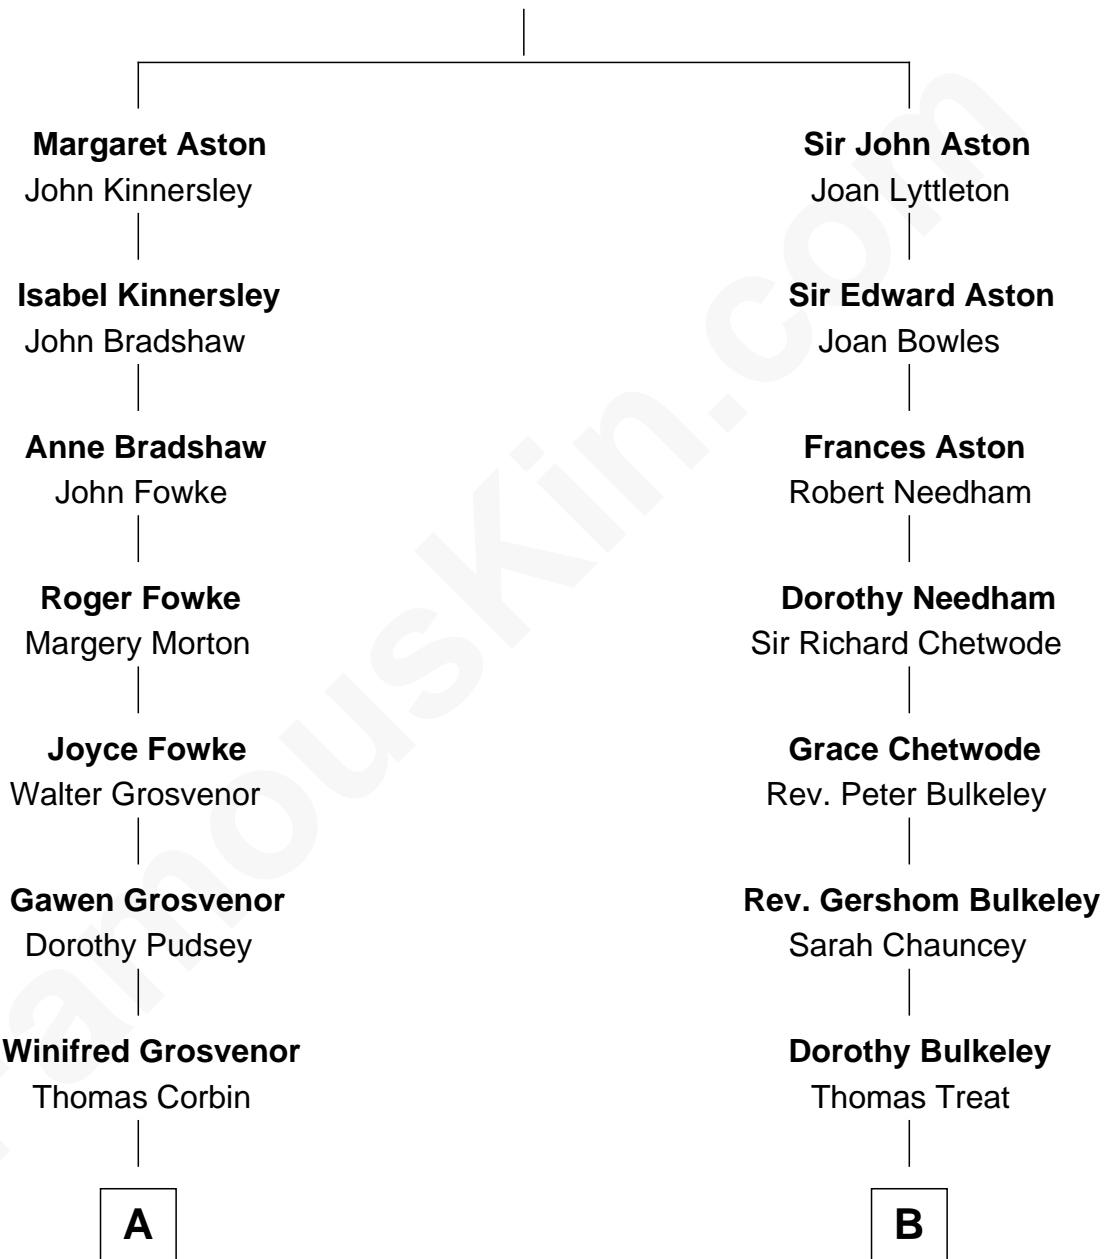 Margaret Aston
John Kinnersley
Isabel Kinnersley
John Bradshaw
Anne Bradshaw
John Fowke
Roger Fowke
Margery Morton
Joyce Fowke
Walter Grosvenor
Gawen Grosvenor
Dorothy Pudsey
Winifred Grosvenor
Thomas Corbin
A
Sir John Aston
Joan Lyttleton
Sir Edward Aston
Joan Bowles
Frances Aston
Robert Needham
Dorothy Needham
Sir Richard Chetwode
Grace Chetwode
Rev. Peter Bulkeley
Rev. Gershom Bulkeley
Sarah Chauncey
Dorothy Bulkeley
Thomas Treat
B
FamousKin.com